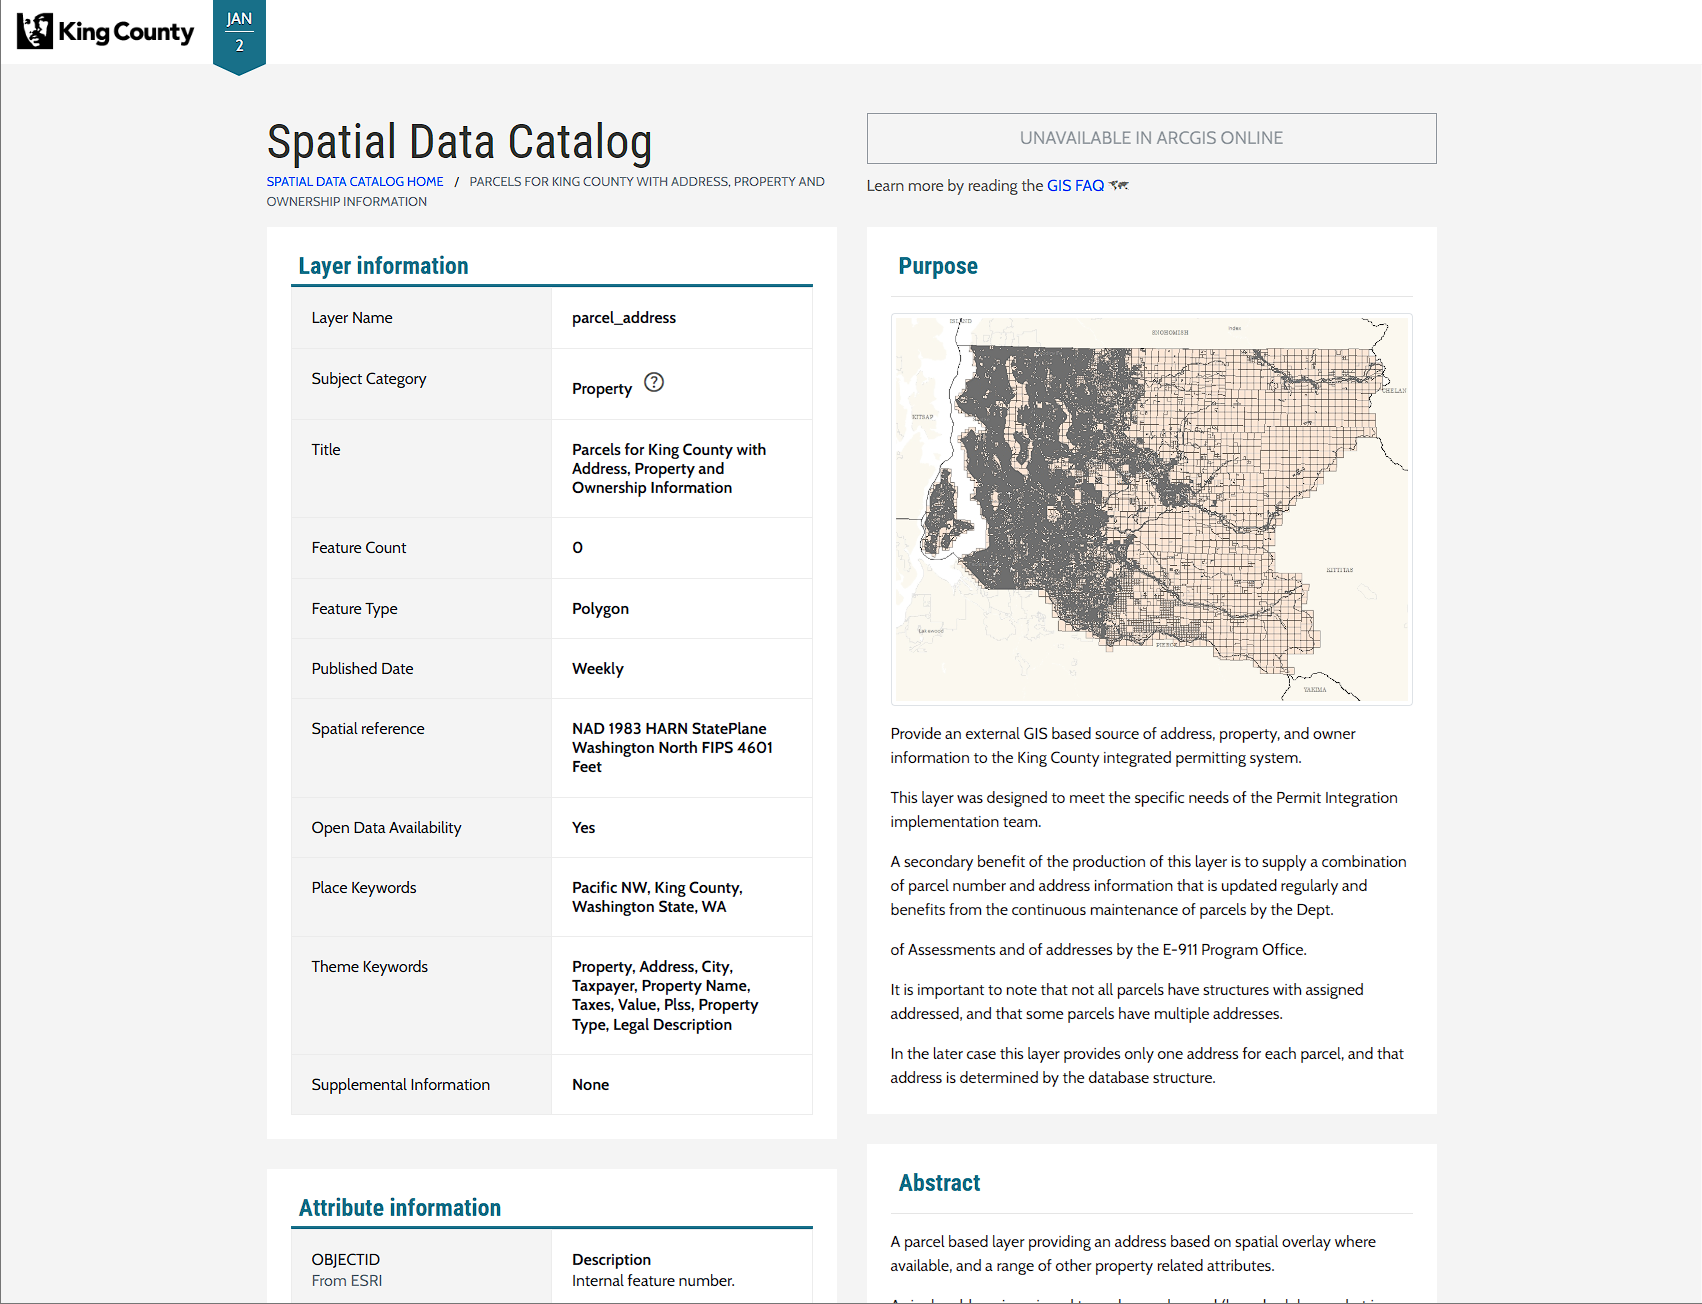 King County
JAN
2
Spatial Data Catalog
SPATIAL DATA CATALOG HOME / PARCELS FOR KING COUNTY WITH ADDRESS, PROPERTY AND
OWNERSHIP INFORMATION
UNAVAILABLE IN ARCGIS ONLINE
Learn more by reading the GIS FAQ
Layer information
Layer Name
parcel_address
Subject Category
Property ?
Title
Parcels for King County with
Address, Property and
Ownership Information
Feature Count
0
Feature Type
Polygon
Published Date
Weekly
Spatial reference
NAD 1983 HARN StatePlane
Washington North FIPS 4601
Feet
Open Data Availability
Yes
Place Keywords
Pacific NW, King County,
Washington State, WA
Theme Keywords
Property, Address, City,
Taxpayer, Property Name,
Taxes, Value, Plss, Property
Type, Legal Description
Supplemental Information
None
Attribute information
OBJECTID
From ESRI
Description
Internal feature number.
Purpose
ISLAND
SNOHOMISH
Index
CHELAN
KITSAP
KITTITAS
Lakewood
PIERCE
YAKIMA
Provide an external GIS based source of address, property, and owner
information to the King County integrated permitting system.
This layer was designed to meet the specific needs of the Permit Integration
implementation team.
A secondary benefit of the production of this layer is to supply a combination
of parcel number and address information that is updated regularly and
benefits from the continuous maintenance of parcels by the Dept.
of Assessments and of addresses by the E-911 Program Office.
It is important to note that not all parcels have structures with assigned
addressed, and that some parcels have multiple addresses.
In the later case this layer provides only one address for each parcel, and that
address is determined by the database structure.
Abstract
A parcel based layer providing an address based on spatial overlay where
available, and a range of other property related attributes.